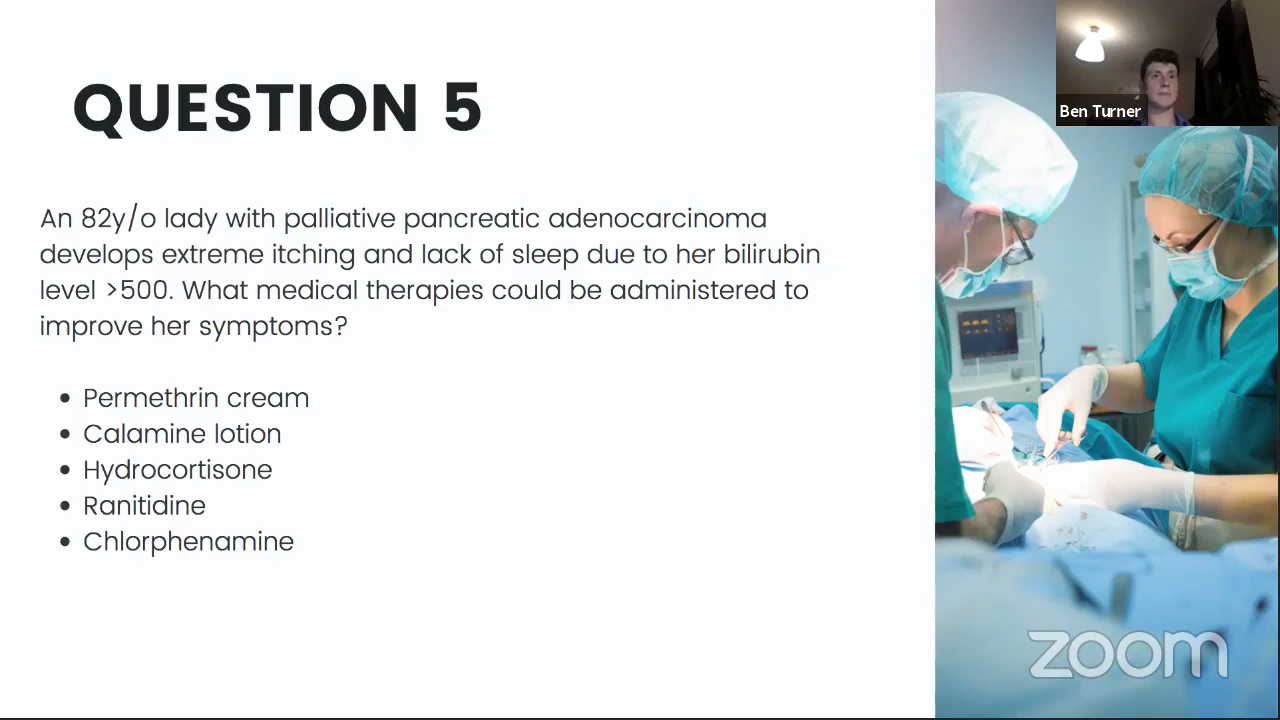 QUESTION 5
Ben Turner
An 82y/o lady with palliative pancreatic adenocarcinoma
develops extreme itching and lack of sleep due to her bilirubin
level >500. What medical therapies could be administered to
improve her symptoms?
• Permethrin cream
• Calamine lotion
• Hydrocortisone
• Ranitidine
• Chlorphenamine
zoom